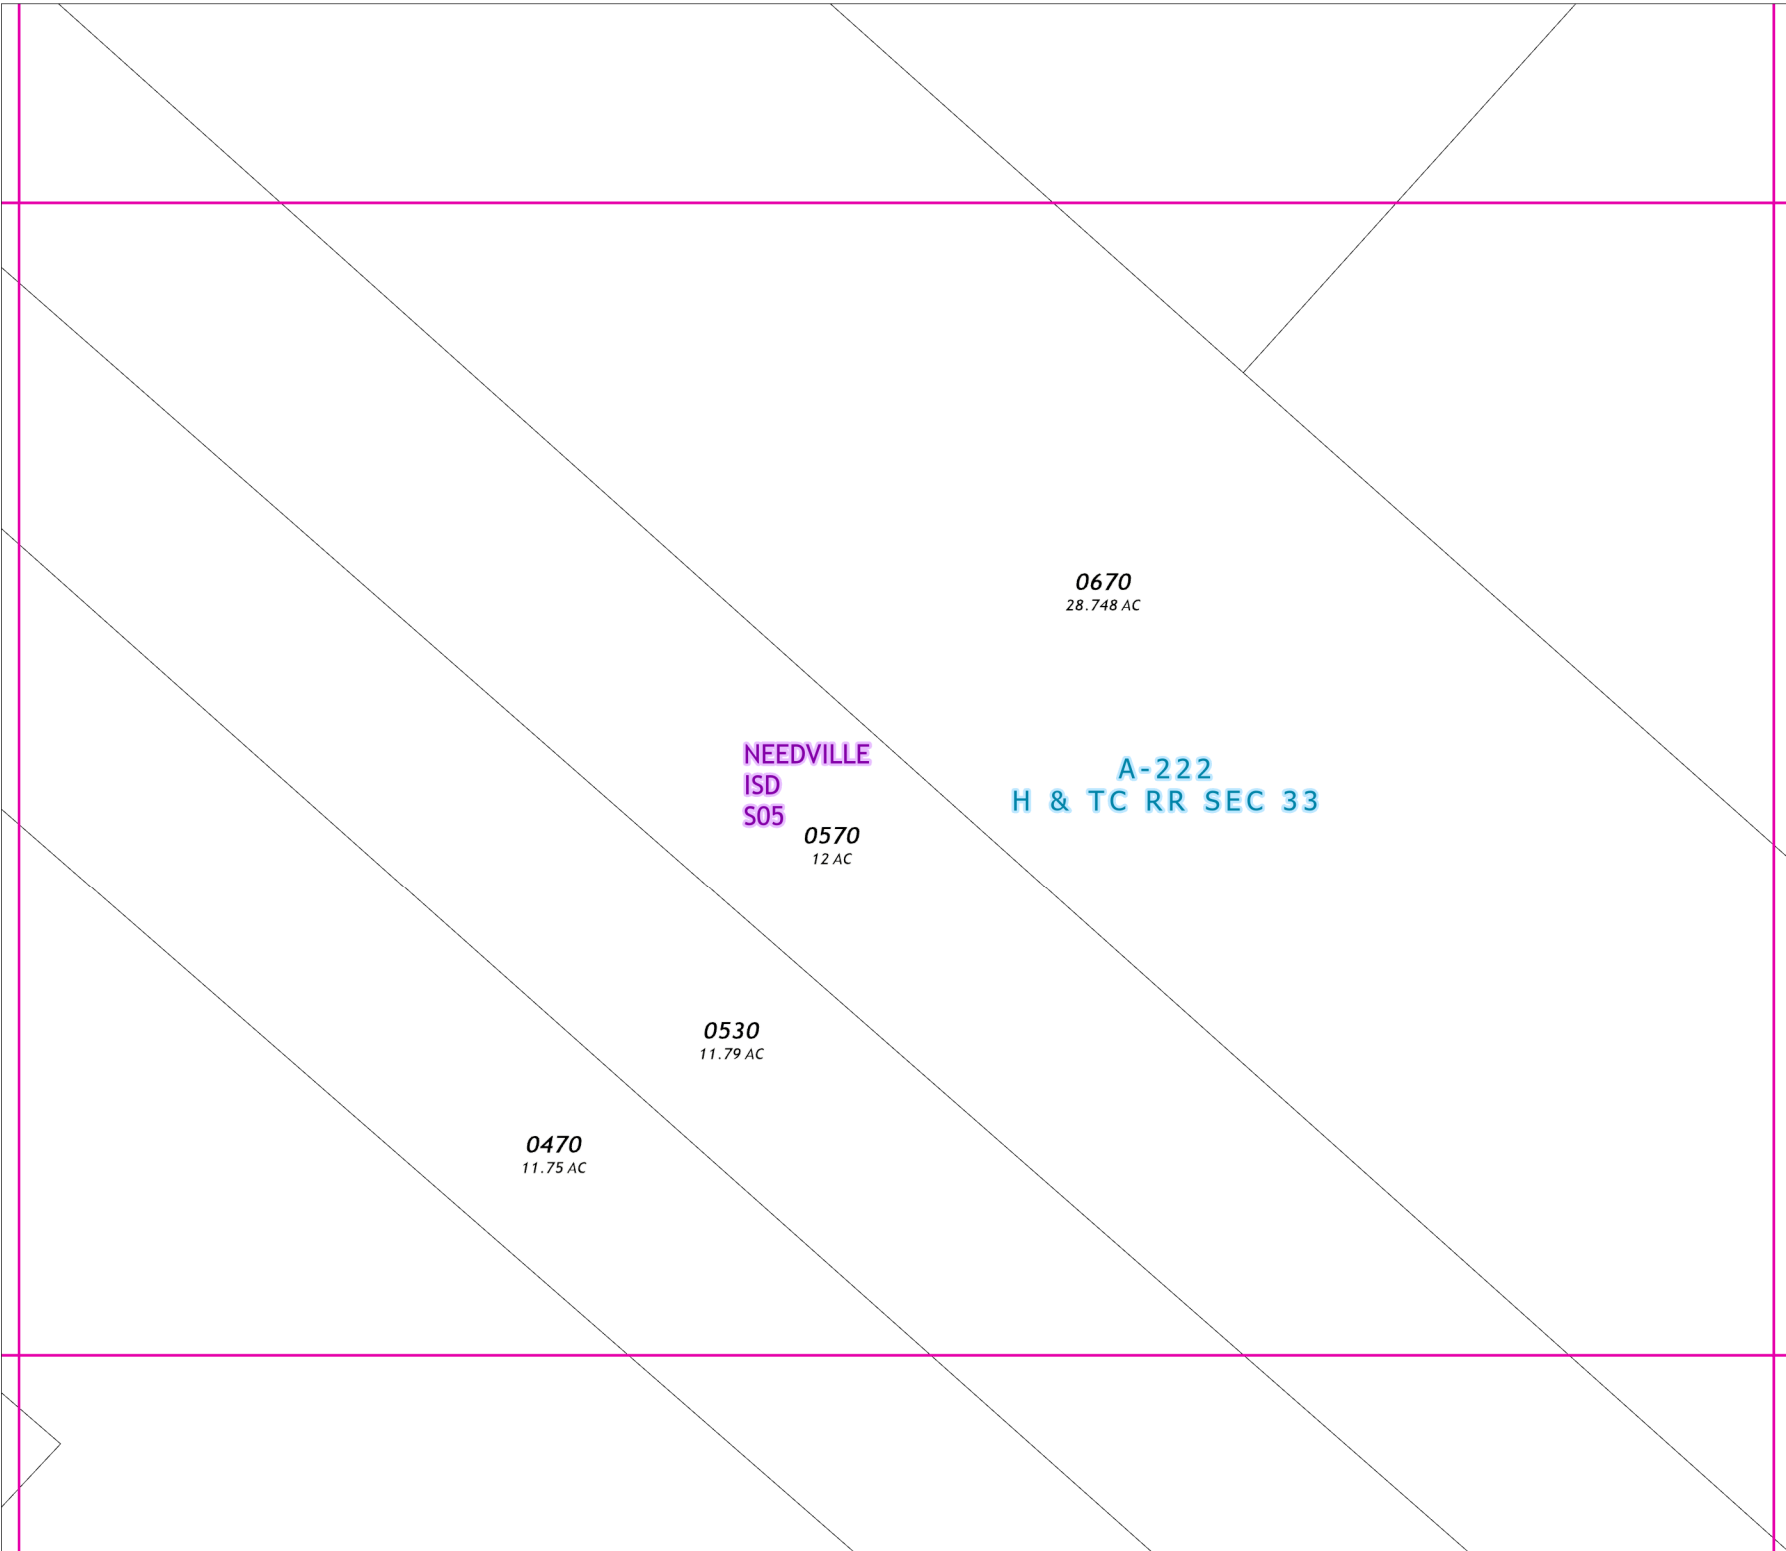 0670
28.748 AC
NEEDVILLE
ISD
S05
A-222
H & TC RR SEC 33
0570
12 AC
0530
11.79 AC
0470
11.75 AC